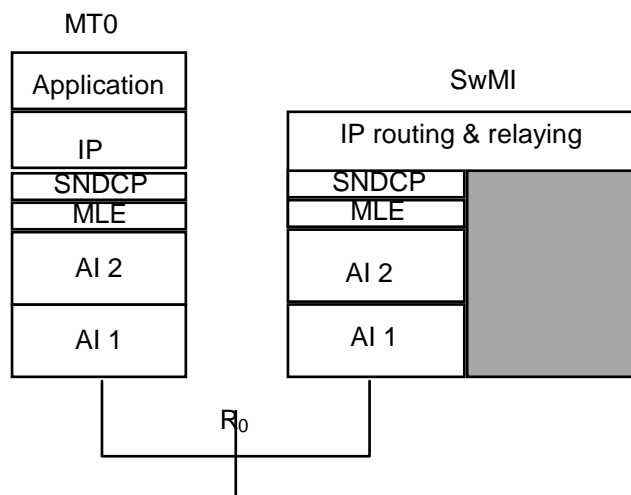 MT0
Application
IP
SNDCP
MLE
AI 2
AI 1
SwMI
IP routing & relaying
SNDCP
MLE
AI 2
AI 1
R₀